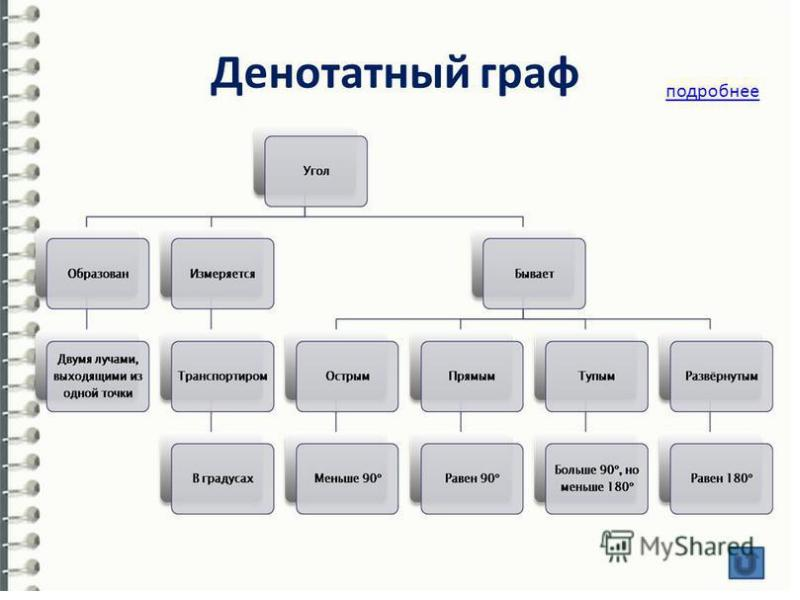 Денотатный граф
подробнее
Угол
Образован
Измеряется
Бывает
Двумя лучами,
выходящими из
одной точки
Транспортиром
Острым
Прямым
Тупым
Развёрнутым
В градусах
Меньше 90°
Равен 90°
Больше 90°, но
меньше 180°
Равен 180°
MyShared